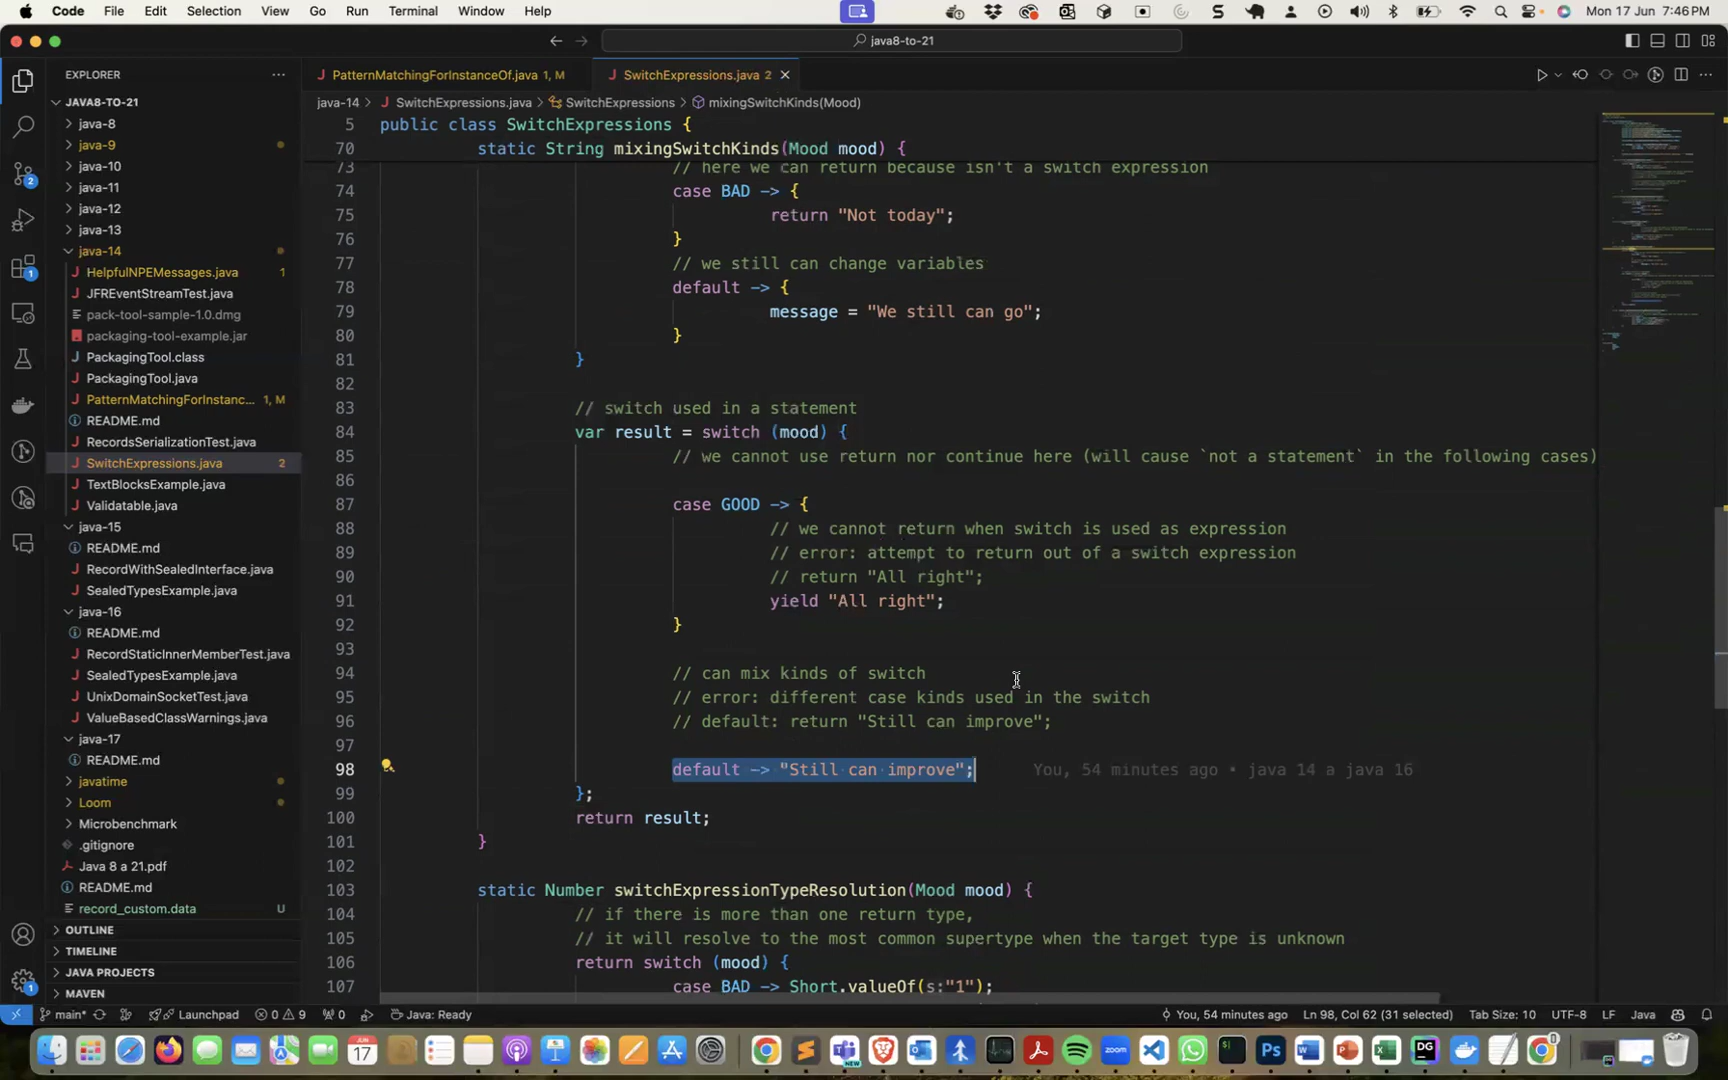 Code File Edit Selection View Go Run Terminal Window Help
Mon 17 Jun 7:46 PM
java8-to-21
EXPLORER
PatternMatchingForInstanceOf.java 1, M
SwitchExpressions.java 2
JAVA8-TO-21
java-8
java-9
java-10
java-11
java-12
java-13
java-14
HelpfulNPEMessages.java 1
JFREventStreamTest.java
pack-tool-sample-1.0.dmg
packaging-tool-example.jar
PackagingTool.class
PackagingTool.java
PatternMatchingForInstanc... 1, M
README.md
RecordsSerializationTest.java
SwitchExpressions.java 2
TextBlocksExample.java
Validatable.java
java-15
README.md
RecordWithSealedInterface.java
SealedTypesExample.java
java-16
README.md
RecordStaticInnerMemberTest.java
SealedTypesExample.java
UnixDomainSocketTest.java
ValueBasedClassWarnings.java
java-17
README.md
javatime
Loom
Microbenchmark
.gitignore
Java 8 a 21.pdf
README.md
record_custom.data U
OUTLINE
TIMELINE
JAVA PROJECTS
MAVEN
java-14 > SwitchExpressions.java > SwitchExpressions > mixingSwitchKinds(Mood)
5 public class SwitchExpressions {
70 static String mixingSwitchKinds(Mood mood) {
73 // here we can return because isn't a switch expression
74 case BAD -> {
75 return "Not today";
76 }
77 // we still can change variables
78 default -> {
79 message = "We still can go";
80 }
81 }
82
83 // switch used in a statement
84 var result = switch (mood) {
85 // we cannot use return nor continue here (will cause `not a statement` in the following cases)
86
87 case GOOD -> {
88 // we cannot return when switch is used as expression
89 // error: attempt to return out of a switch expression
90 // return "All right";
91 yield "All right";
92 }
93
94 // can mix kinds of switch
95 // error: different case kinds used in the switch
96 // default: return "Still can improve";
97
98 default -> "Still can improve"; You, 54 minutes ago • java 14 a java 16
99 };
100 return result;
101 }
102
103 static Number switchExpressionTypeResolution(Mood mood) {
104 // if there is more than one return type,
105 // it will resolve to the most common supertype when the target type is unknown
106 return switch (mood) {
107 case BAD -> Short.valueOf(s:"1");
main* Launchpad 0 9 0 Java: Ready
You, 54 minutes ago Ln 98, Col 62 (31 selected) Tab Size: 10 UTF-8 LF Java